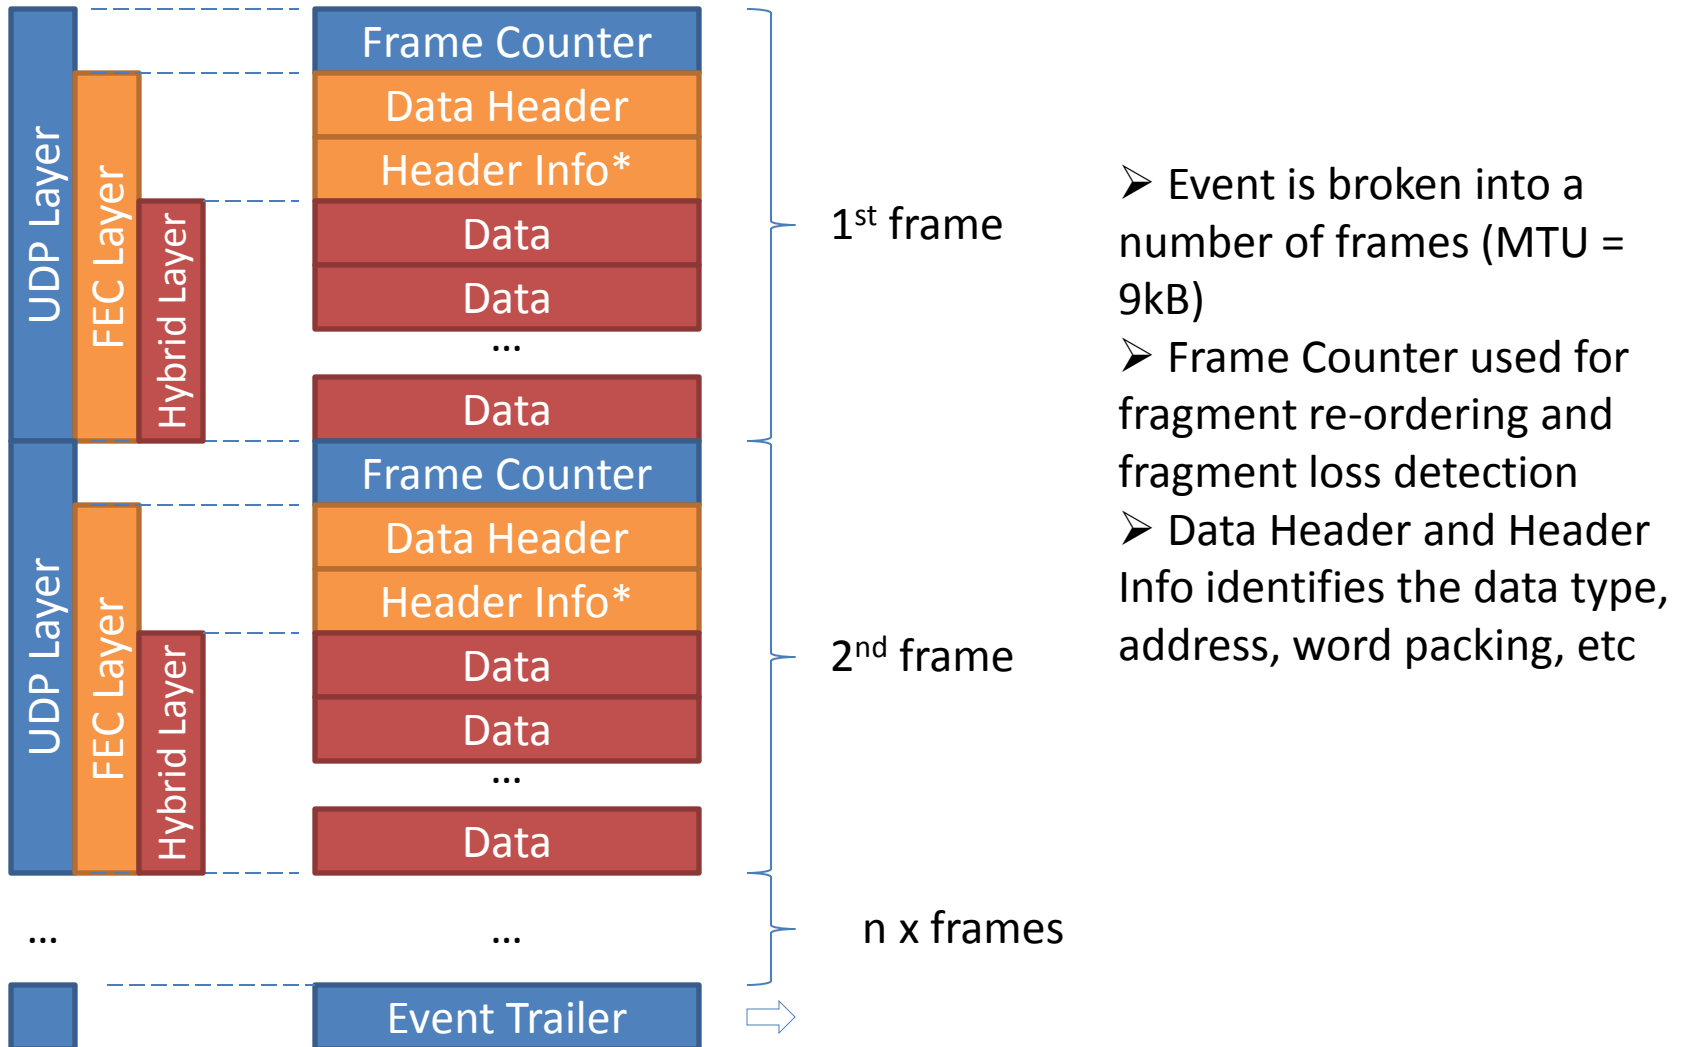 UDP Layer
FEC Layer
Hybrid Layer
Frame Counter
Data Header
Header Info*
Data
Data
...
Data
1st frame
UDP Layer
FEC Layer
Hybrid Layer
Frame Counter
Data Header
Header Info*
Data
Data
...
Data
2nd frame
...
...
n x frames
Event Trailer
➢ Event is broken into a
number of frames (MTU =
9kB)
➢ Frame Counter used for
fragment re-ordering and
fragment loss detection
➢ Data Header and Header
Info identifies the data type,
address, word packing, etc